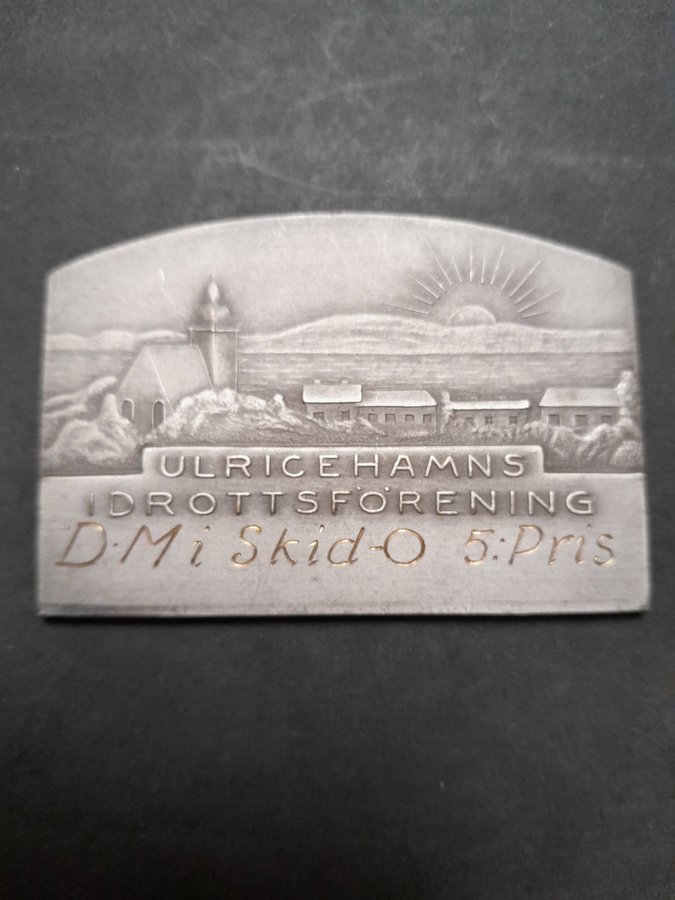 ULRICEHAMNS
IDROTTSFÖRENING
D·M i Skid-O 5:Pris